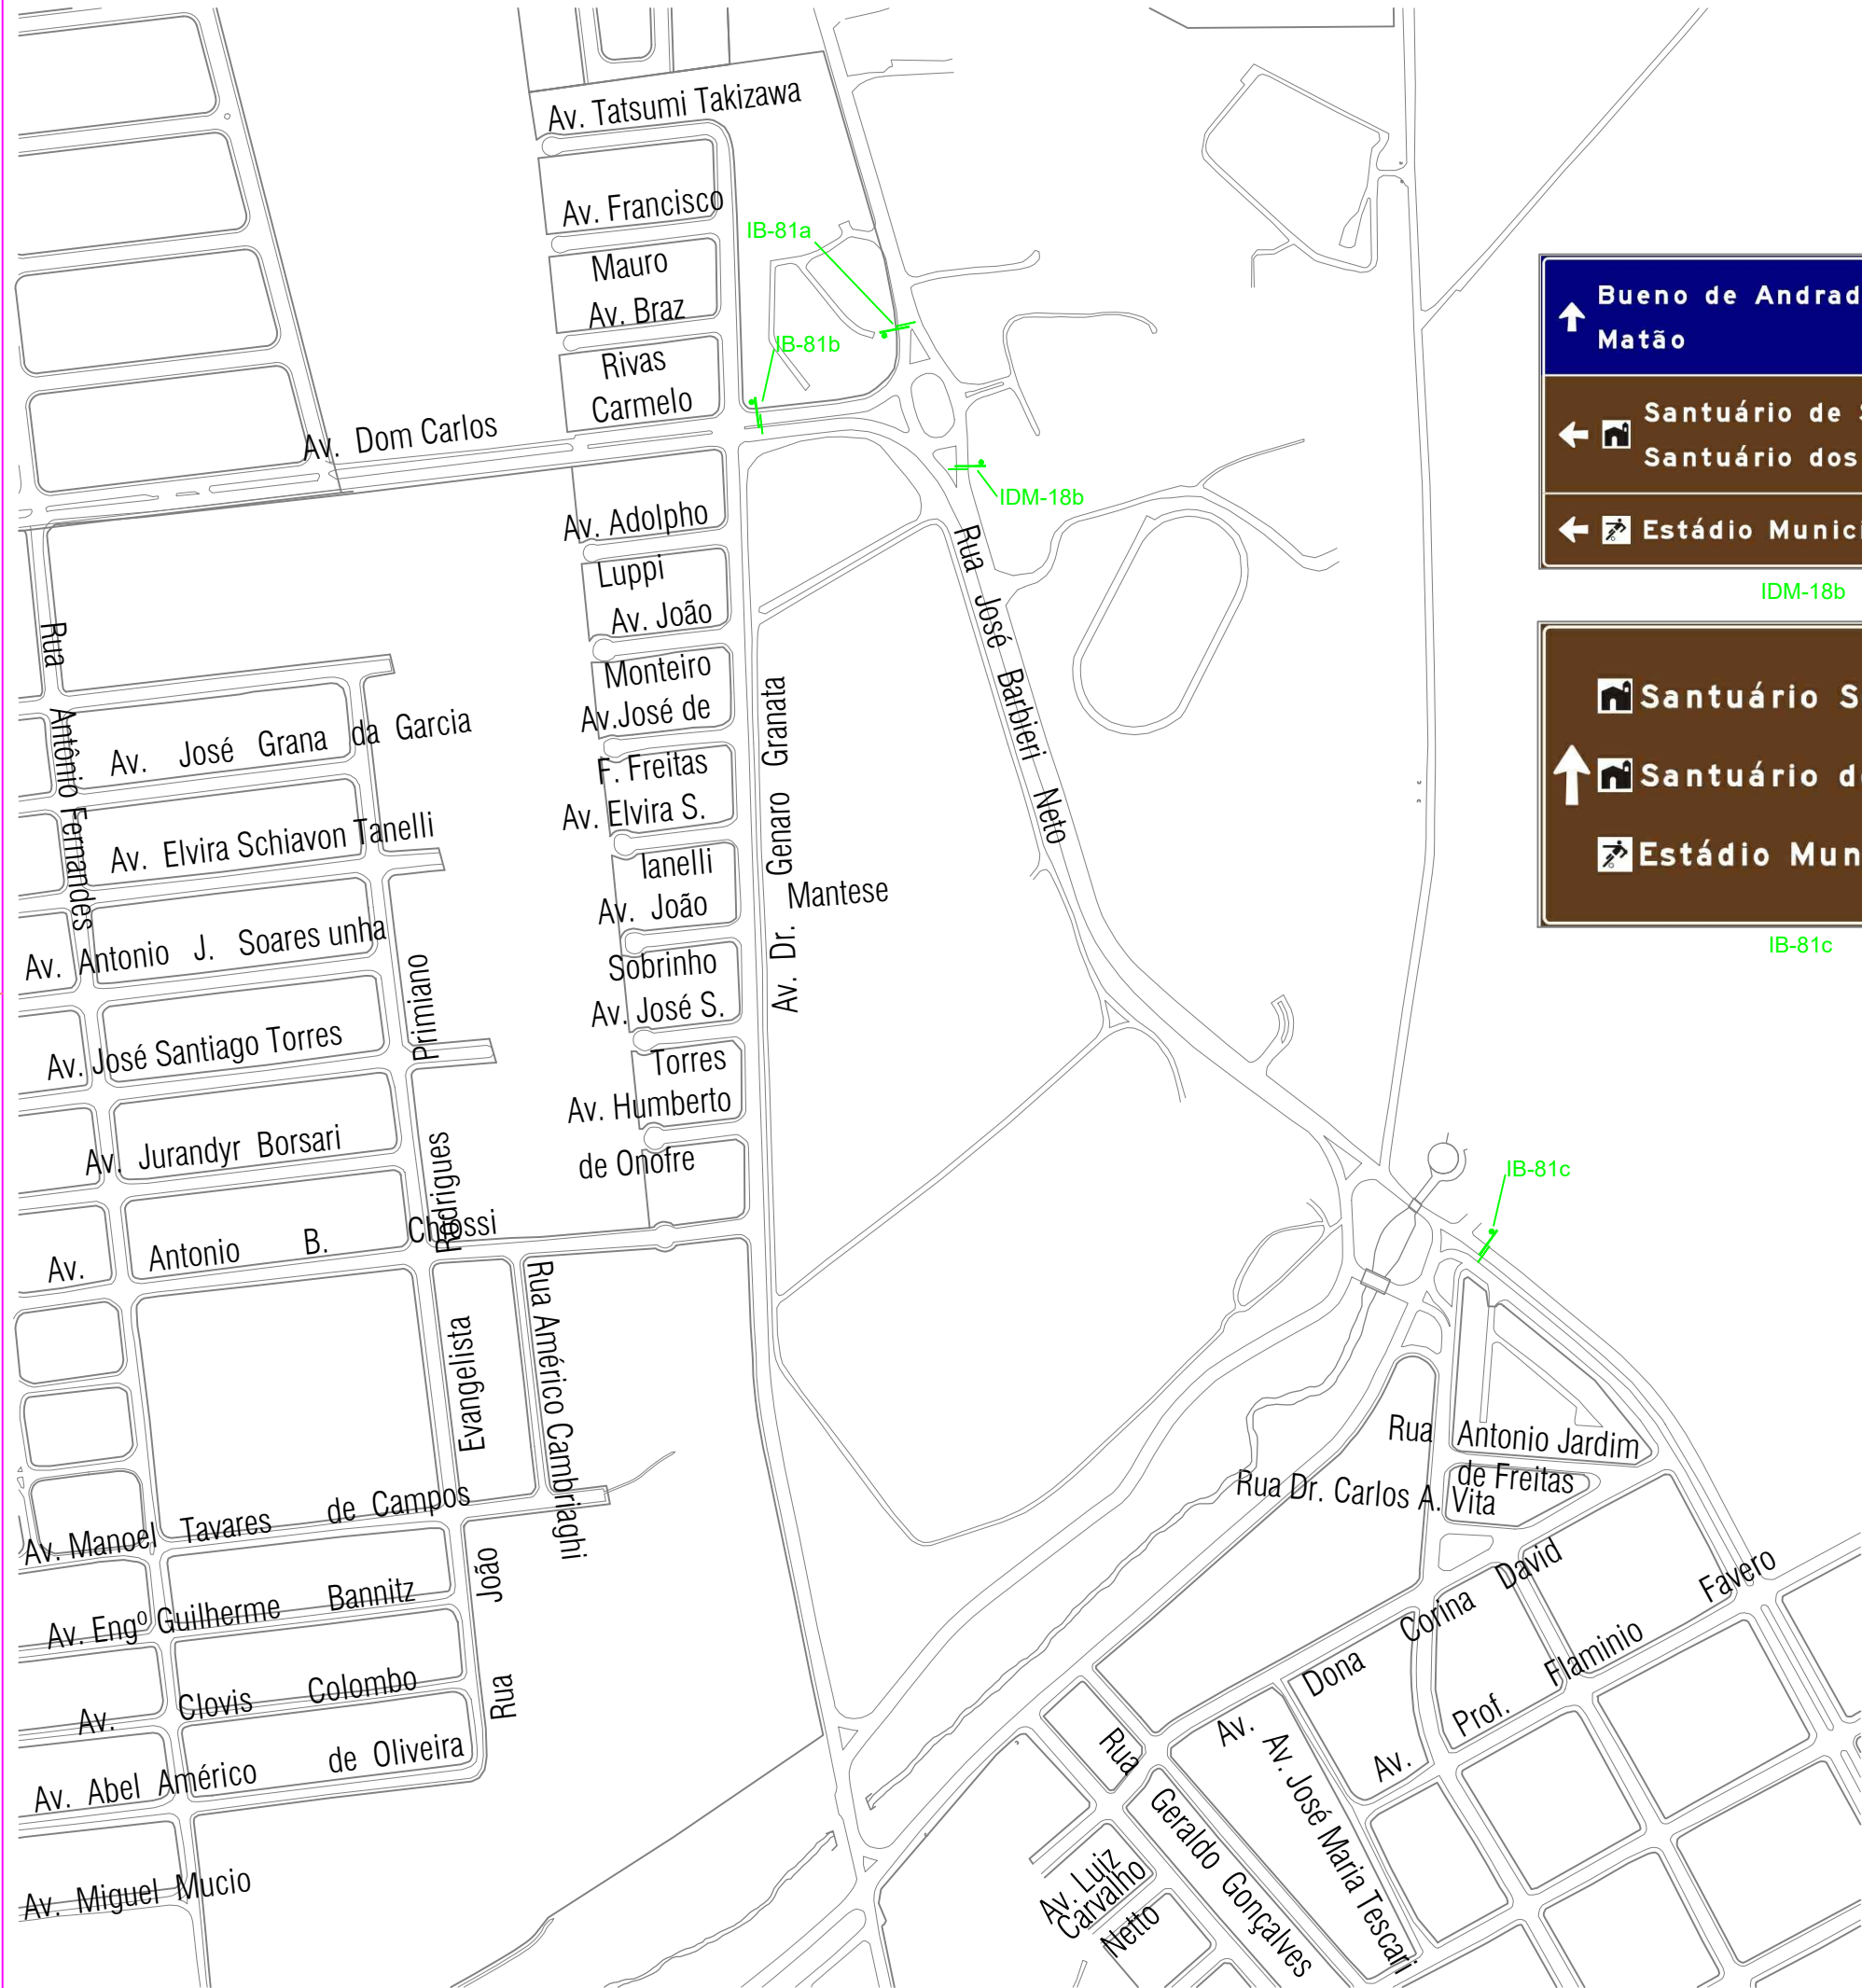 Av. Tatsumi Takizawa
Av. Francisco
IB-81a
Mauro
Av. Braz
IB-81b
Rivas
Carmelo
Av. Dom Carlos
IDM-18b
Av. Adolpho
Luppi
Av. João
Monteiro
Av.José de
F. Freitas
Av. Elvira S.
Ianelli
Av. João
Mantese
Sobrinho
Av. José S.
Torres
Av. Humberto
de Onofre
Av. Dr. Genaro Granata
Rua José Barbieri Neto
Rua Antônio Fernandes
Av. José Grana da Garcia
Av. Elvira Schiavon Tanelli
Av. Antonio J. Soares unha
Av. José Santiago Torres
Av. Jurandyr Borsari
Av. Antonio B. Chiossi
Rua João Evangelista Rodrigues Primiano
Rua Américo Cambriaghi
Av. Manoel Tavares de Campos
Av. Engº Guilherme Bannitz
Av. Clovis Colombo
Av. Abel Américo de Oliveira
Av. Miguel Mucio
Bueno de Andrad
Matão
Santuário de S
Santuário dos
Estádio Munici
IDM-18b
Santuário S
Santuário d
Estádio Mun
IB-81c
IB-81c
Rua Antonio Jardim
de Freitas
Rua Dr. Carlos A. Vita
Av. Dona Corina David
Av. Prof. Flaminio Favero
Av. José Maria Tescari
Rua Geraldo Gonçalves
Av. Luiz
Carvalho
Netto